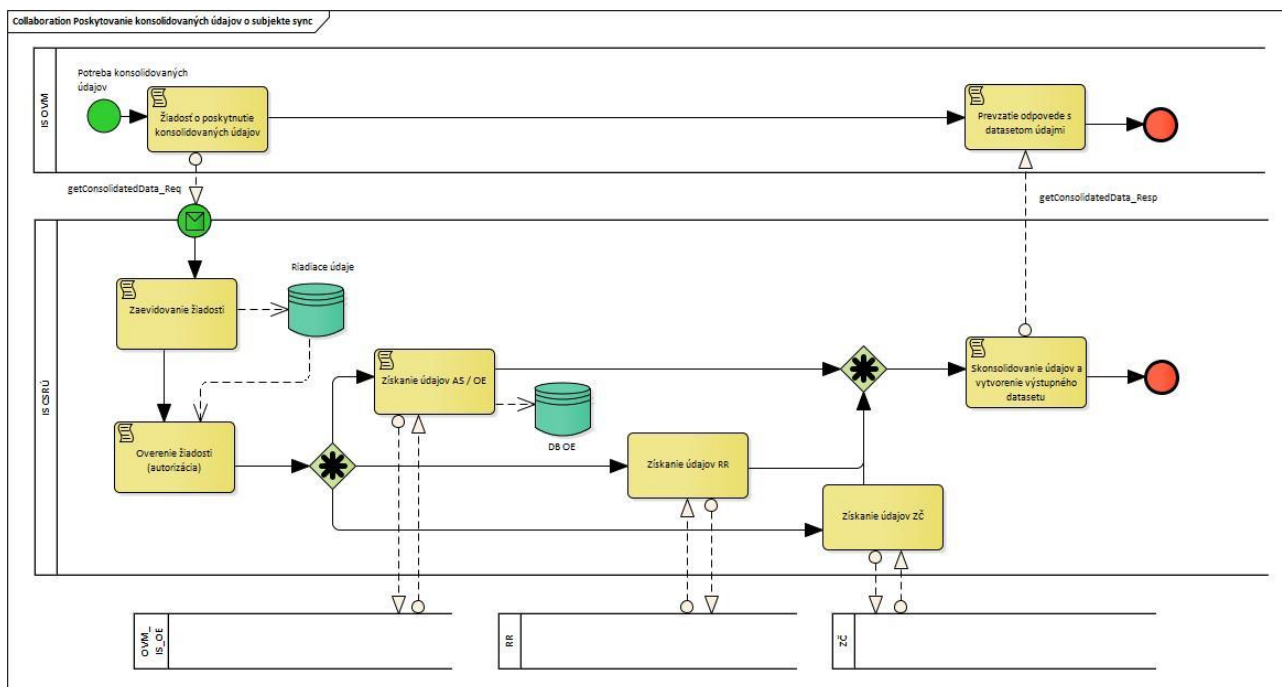 Collaboration Poskytovanie konsolidovaných údajov o subjekte sync
IS OVM
Potreba konsolidovaných
údajov
Žiadosť o poskytnutie
konsolidovaných údajov
Prevzatie odpovede s
datasetom údajmi
getConsolidatedData_Req
getConsolidatedData_Resp
IS CSRÚ
Zaevidovanie žiadosti
Riadiace údaje
Overenie žiadosti
(autorizácia)
Získanie údajov AS / OE
DB OE
Získanie údajov RR
Získanie údajov ZČ
Skonsolidovanie údajov a
vytvorenie výstupného
datasetu
OVM_
IS_OE
RR
ZČ